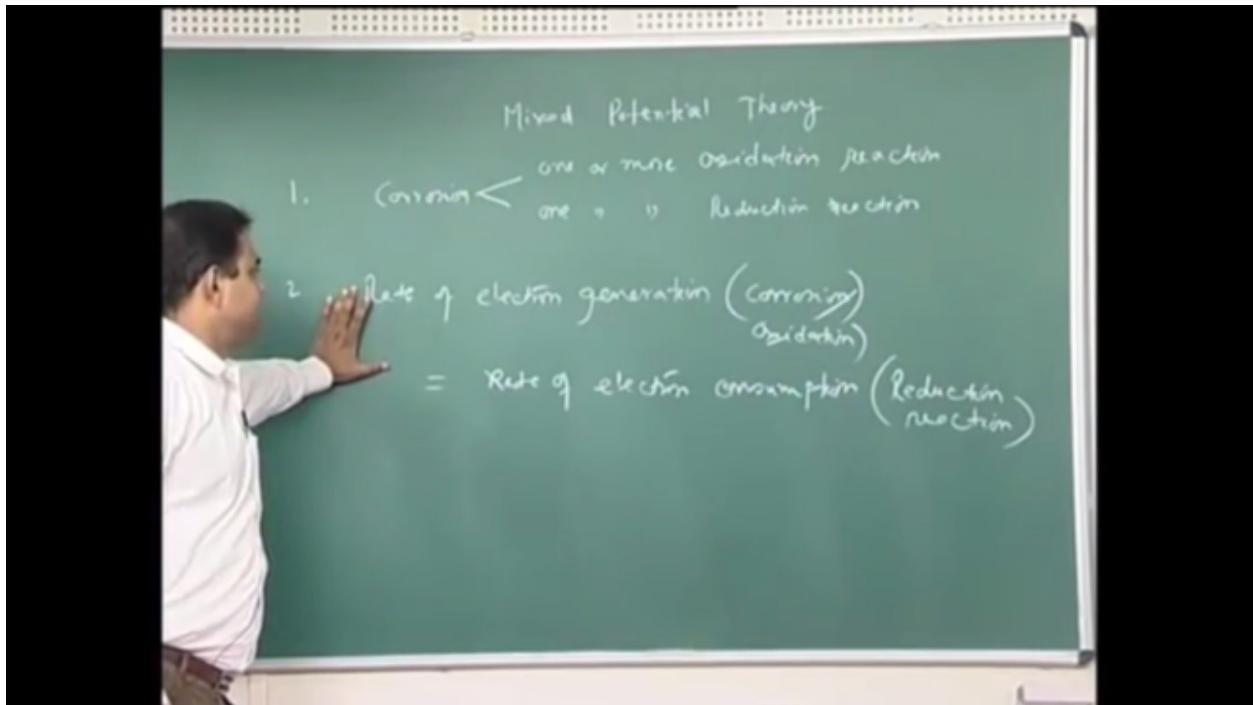 Mixed Potential Theory
one or more oxidation reaction
1. Corrosion <
one " " Reduction reaction
2 Rate of electron generation (corrosion)
oxidation)
= Rate of electron consumption (Reduction
reaction)